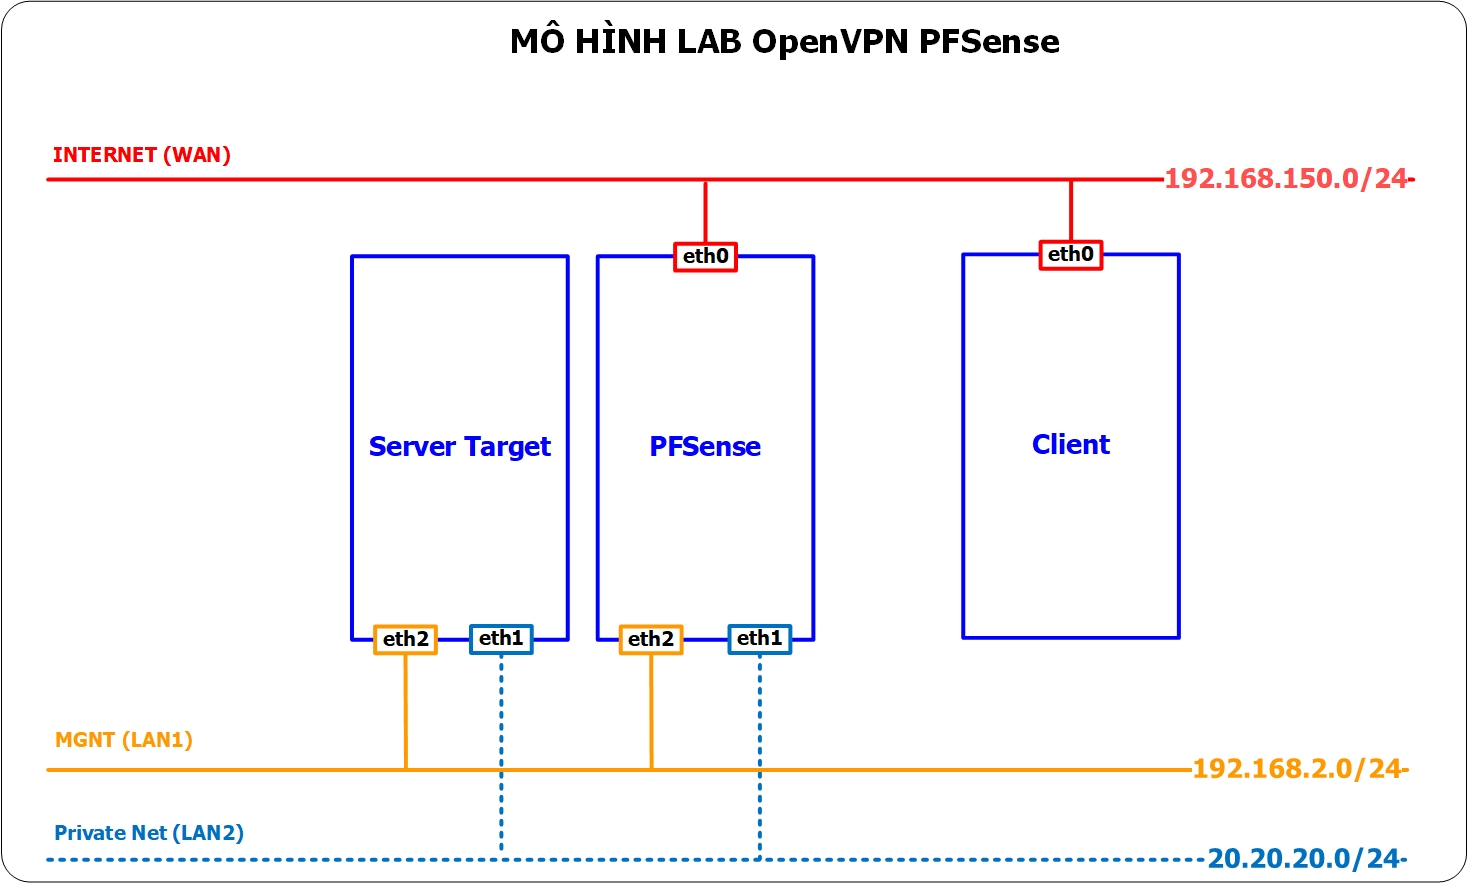 MÔ HÌNH LAB OpenVPN PFSense
INTERNET (WAN)
192.168.150.0/24
eth0
eth0
Server Target
PFSense
Client
eth2
eth1
eth2
eth1
MGNT (LAN1)
192.168.2.0/24
Private Net (LAN2)
20.20.20.0/24